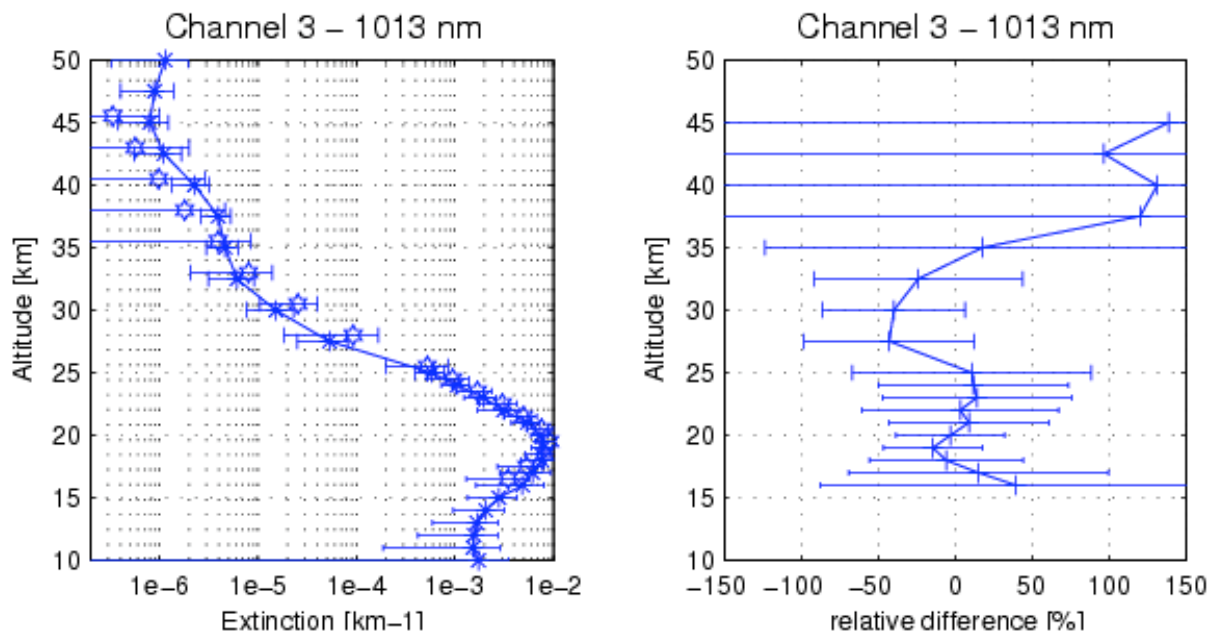 Channel 3 – 1013 nm
50
45
40
35
30
25
20
15
10
Altitude [km]
1e−6
1e−5
1e−4
1e−3
1e−2
Extinction [km−1]
Channel 3 – 1013 nm
50
45
40
35
30
25
20
15
10
Altitude [km]
−150
−100
−50
0
50
100
150
relative difference [%]